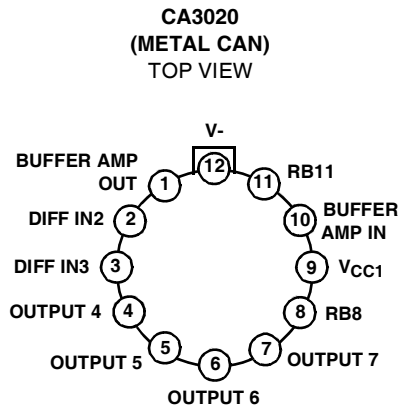 CA3020
(METAL CAN)
TOP VIEW
V-
BUFFER AMP
OUT
12
1
11
RB11
DIFF IN2
2
10
BUFFER
AMP IN
DIFF IN3
3
9
VCC1
OUTPUT 4
4
8
RB8
OUTPUT 5
5
6
7
OUTPUT 7
OUTPUT 6